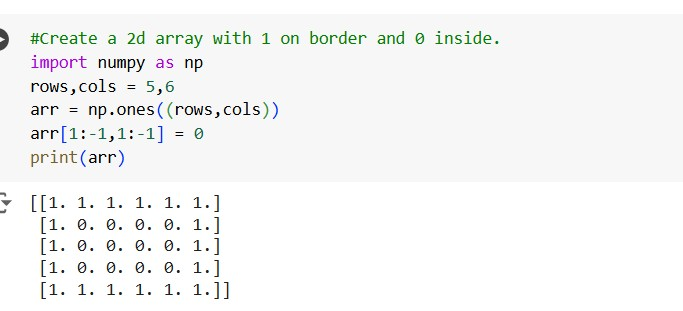 #Create a 2d array with 1 on border and 0 inside.
import numpy as np
rows,cols = 5,6
arr = np.ones((rows,cols))
arr[1:-1,1:-1] = 0
print(arr)
[[1. 1. 1. 1. 1. 1.]
 [1. 0. 0. 0. 0. 1.]
 [1. 0. 0. 0. 0. 1.]
 [1. 0. 0. 0. 0. 1.]
 [1. 1. 1. 1. 1. 1.]]